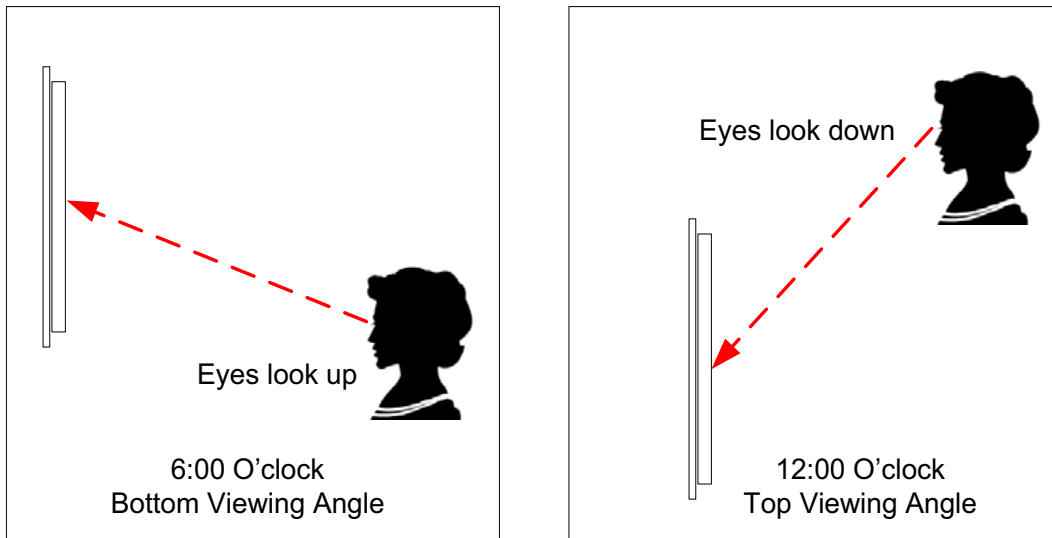 Eyes look up
6:00 O’clock
Bottom Viewing Angle
Eyes look down
12:00 O’clock
Top Viewing Angle